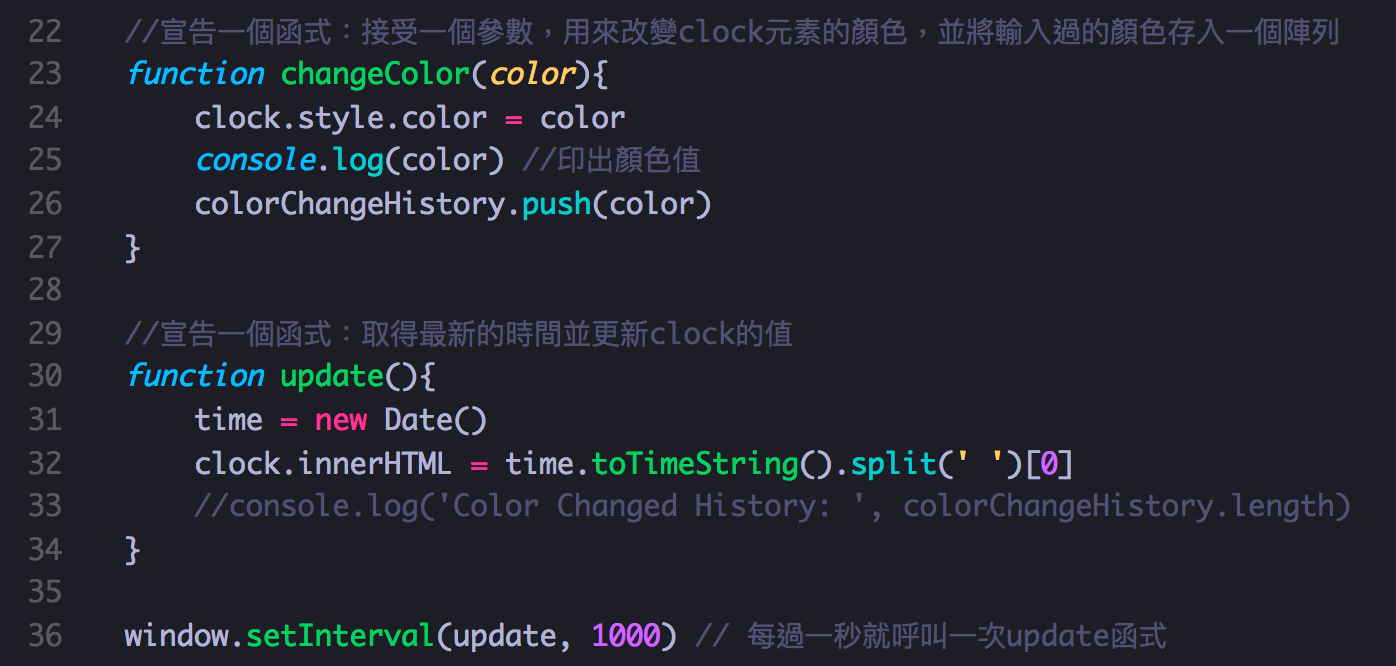 22 //宣告一個函式：接受一個參數，用來改變clock元素的顏色，並將輸入過的顏色存入一個陣列
23 function changeColor(color){
24 clock.style.color = color
25 console.log(color) //印出顏色值
26 colorChangeHistory.push(color)
27 }
28
29 //宣告一個函式：取得最新的時間並更新clock的值
30 function update(){
31 time = new Date()
32 clock.innerHTML = time.toTimeString().split(' ')[0]
33 //console.log('Color Changed History: ', colorChangeHistory.length)
34 }
35
36 window.setInterval(update, 1000) // 每過一秒就呼叫一次update函式